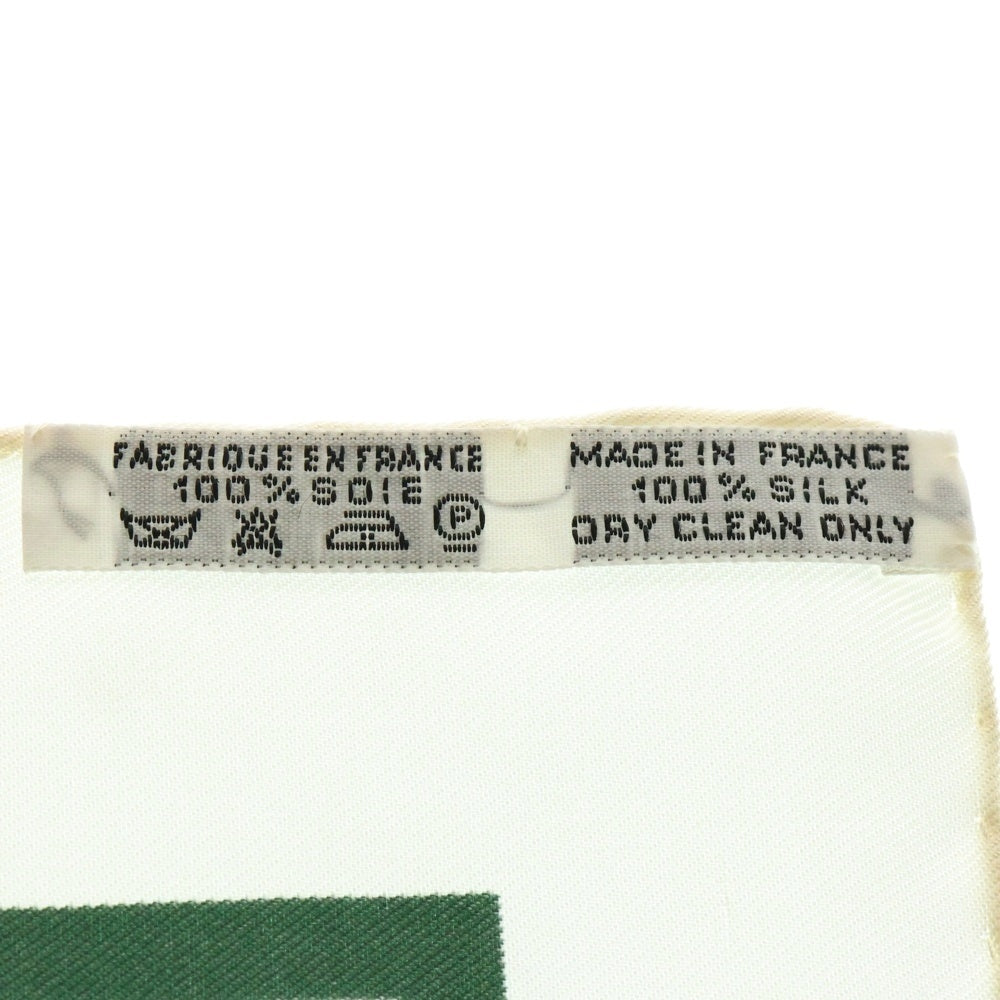 FABRIQUE EN FRANCE
100% SOIE
P
MADE IN FRANCE
100% SILK
DRY CLEAN ONLY